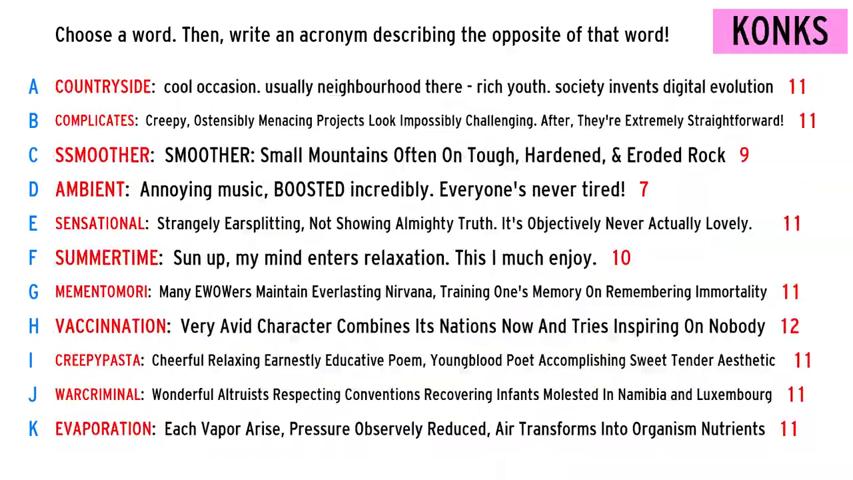 Choose a word. Then, write an acronym describing the opposite of that word!
KONKS
A COUNTRYSIDE: cool occasion. usually neighbourhood there - rich youth. society invents digital evolution 11
B COMPLICATES: Creepy, Ostensibly Menacing Projects Look Impossibly Challenging. After, They're Extremely Straightforward! 11
C SSMOOTHER: SMOOTHER: Small Mountains Often On Tough, Hardened, & Eroded Rock 9
D AMBIENT: Annoying music, BOOSTED incredibly. Everyone's never tired! 7
E SENSATIONAL: Strangely Earsplitting, Not Showing Almighty Truth. It's Objectively Never Actually Lovely. 11
F SUMMERTIME: Sun up, my mind enters relaxation. This I much enjoy. 10
G MEMENTOMORI: Many EWOWers Maintain Everlasting Nirvana, Training One's Memory On Remembering Immortality 11
H VACCINNATION: Very Avid Character Combines Its Nations Now And Tries Inspiring On Nobody 12
I CREEPYPASTA: Cheerful Relaxing Earnestly Educative Poem, Youngblood Poet Accomplishing Sweet Tender Aesthetic 11
J WARCRIMINAL: Wonderful Altruists Respecting Conventions Recovering Infants Molested In Namibia and Luxembourg 11
K EVAPORATION: Each Vapor Arise, Pressure Observely Reduced, Air Transforms Into Organism Nutrients 11